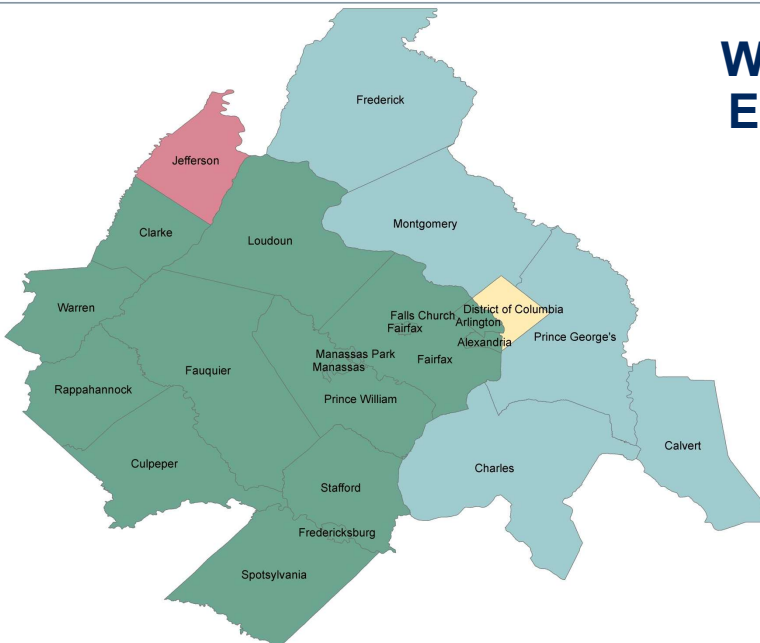 W
E
Frederick
Jefferson
Clarke
Loudoun
Montgomery
Warren
District of Columbia
Falls Church
Arlington
Fairfax
Prince George's
Alexandria
Manassas Park
Fairfax
Manassas
Fauquier
Rappahannock
Prince William
Culpeper
Calvert
Charles
Stafford
Fredericksburg
Spotsylvania